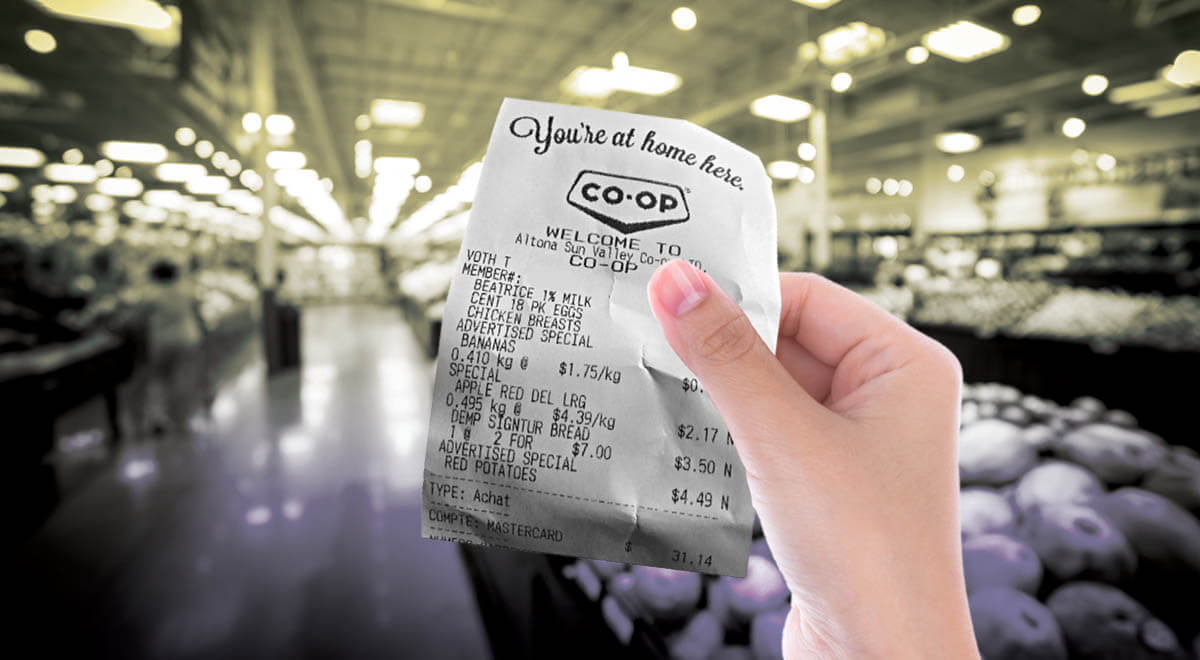 You're at home here.
CO-OP
WELCOME TO
Altona Sun Valley Co-op
CO-OP
VOTH T
MEMBER#:
BEATRICE 1% MILK
CENT 18 PK EGGS
CHICKEN BREASTS
ADVERTISED SPECIAL
BANANAS
0.410 kg @ $1.75/kg $0.
SPECIAL
APPLE RED DEL LRG
0.495 kg @ $4.39/kg $2.17 N
DEMP SIGNTUR BREAD
1 @ 2 FOR $7.00 $3.50 N
ADVERTISED SPECIAL
RED POTATOES $4.49 N
TYPE: Achat
COMPTE: MASTERCARD
$ 31.14